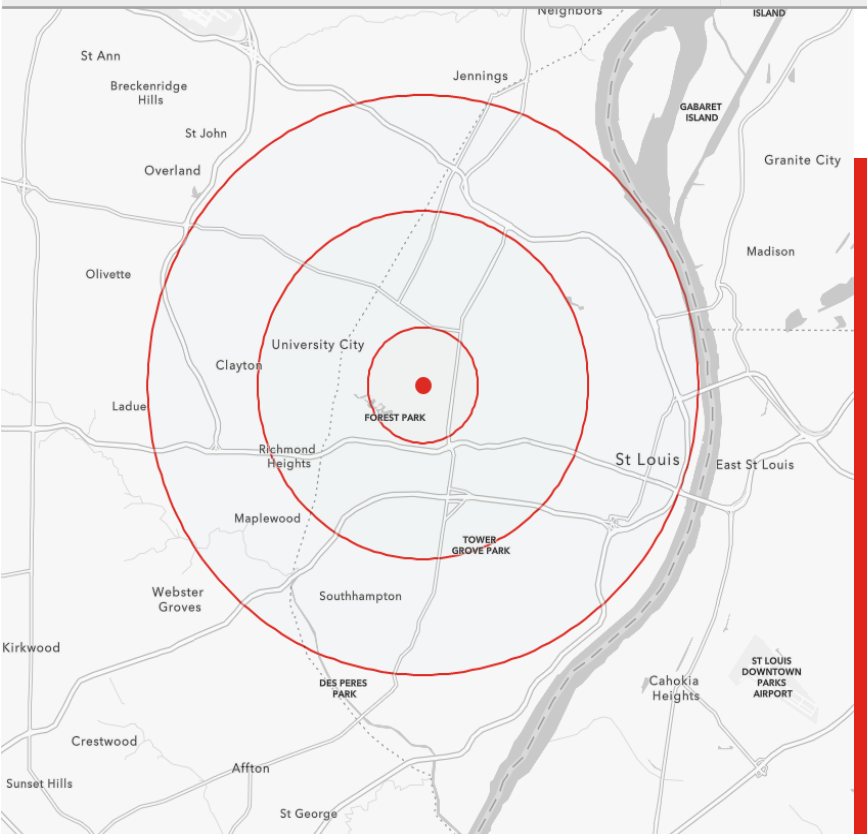 Neighbors
ISLAND
St Ann
Jennings
Breckenridge
Hills
GABARET
ISLAND
St John
Granite City
Overland
Madison
Olivette
University City
Clayton
Ladue
FOREST PARK
Richmond
Heights
St Louis
East St Louis
Maplewood
TOWER
GROVE PARK
Webster
Groves
Southhampton
Kirkwood
ST LOUIS
DOWNTOWN
PARKS
AIRPORT
DES PERES
PARK
Cahokia
Heights
Crestwood
Affton
Sunset Hills
St George